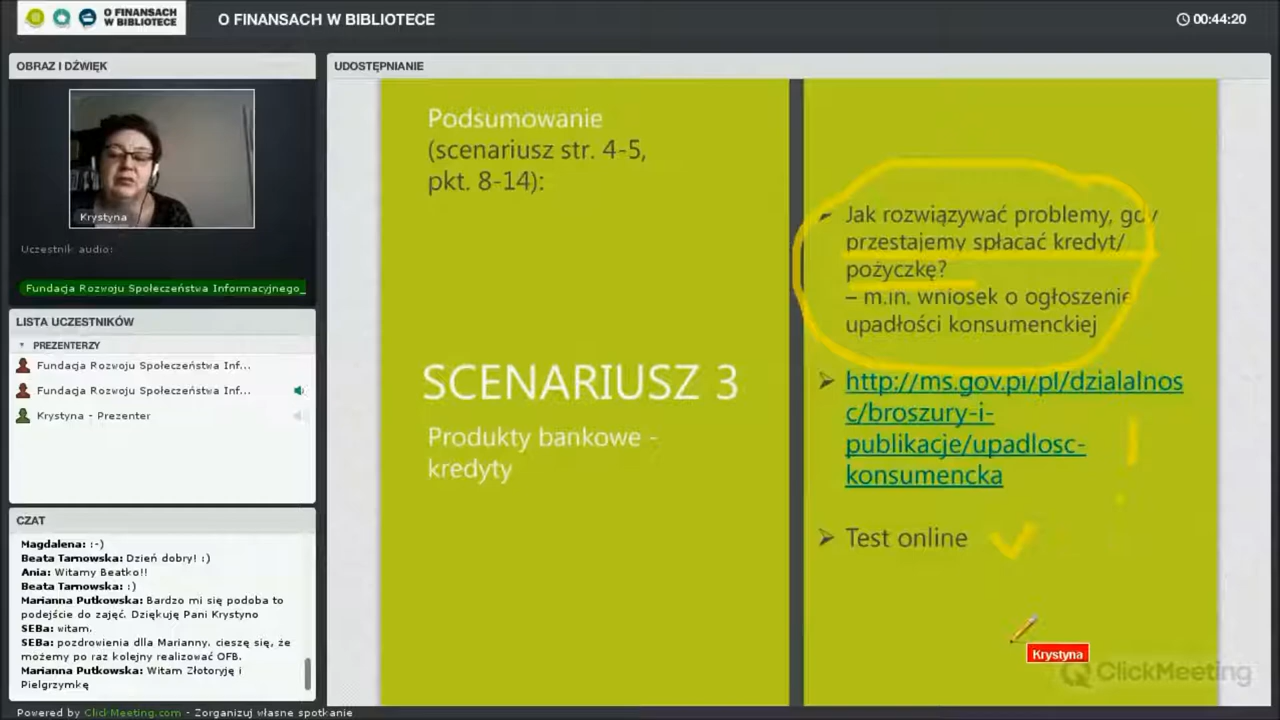 O FINANSACH
W BIBLIOTECE
O FINANSACH W BIBLIOTECE
00:44:20
OBRAZ I DŹWIĘK
Krystyna
Uczestnik audio:
Fundacja Rozwoju Społeczeństwa Informacyjnego_
LISTA UCZESTNIKÓW
PREZENTERZY
Fundacja Rozwoju Społeczeństwa Inf...
Fundacja Rozwoju Społeczeństwa Inf...
Krystyna - Prezenter
CZAT
Magdalena: :-)
Beata Tarnowska: Dzień dobry! :)
Ania: Witamy Beatko!!
Beata Tarnowska: :)
Marianna Putkowska: Bardzo mi się podoba to
podejście do zajęć. Dziękuję Pani Krystyno
SEBa: witam.
SEBa: pozdrowienia dlla Marianny. cieszę się, że
możemy po raz kolejny realizować OFB.
Marianna Putkowska: Witam Złotoryję i
Pielgrzymkę
Powered by ClickMeeting.com - Zorganizuj własne spotkanie
UDOSTĘPNIANIE
Podsumowanie
(scenariusz str. 4-5,
pkt. 8-14):
SCENARIUSZ 3
Produkty bankowe -
kredyty
Jak rozwiązywać problemy, gdy
przestajemy spłacać kredyt/
pożyczkę?
– m.in. wniosek o ogłoszenie
upadłości konsumenckiej
http://ms.gov.pl/pl/dzialalnos
c/broszury-i-
publikacje/upadlosc-
konsumencka
Test online
Krystyna
ClickMeeting